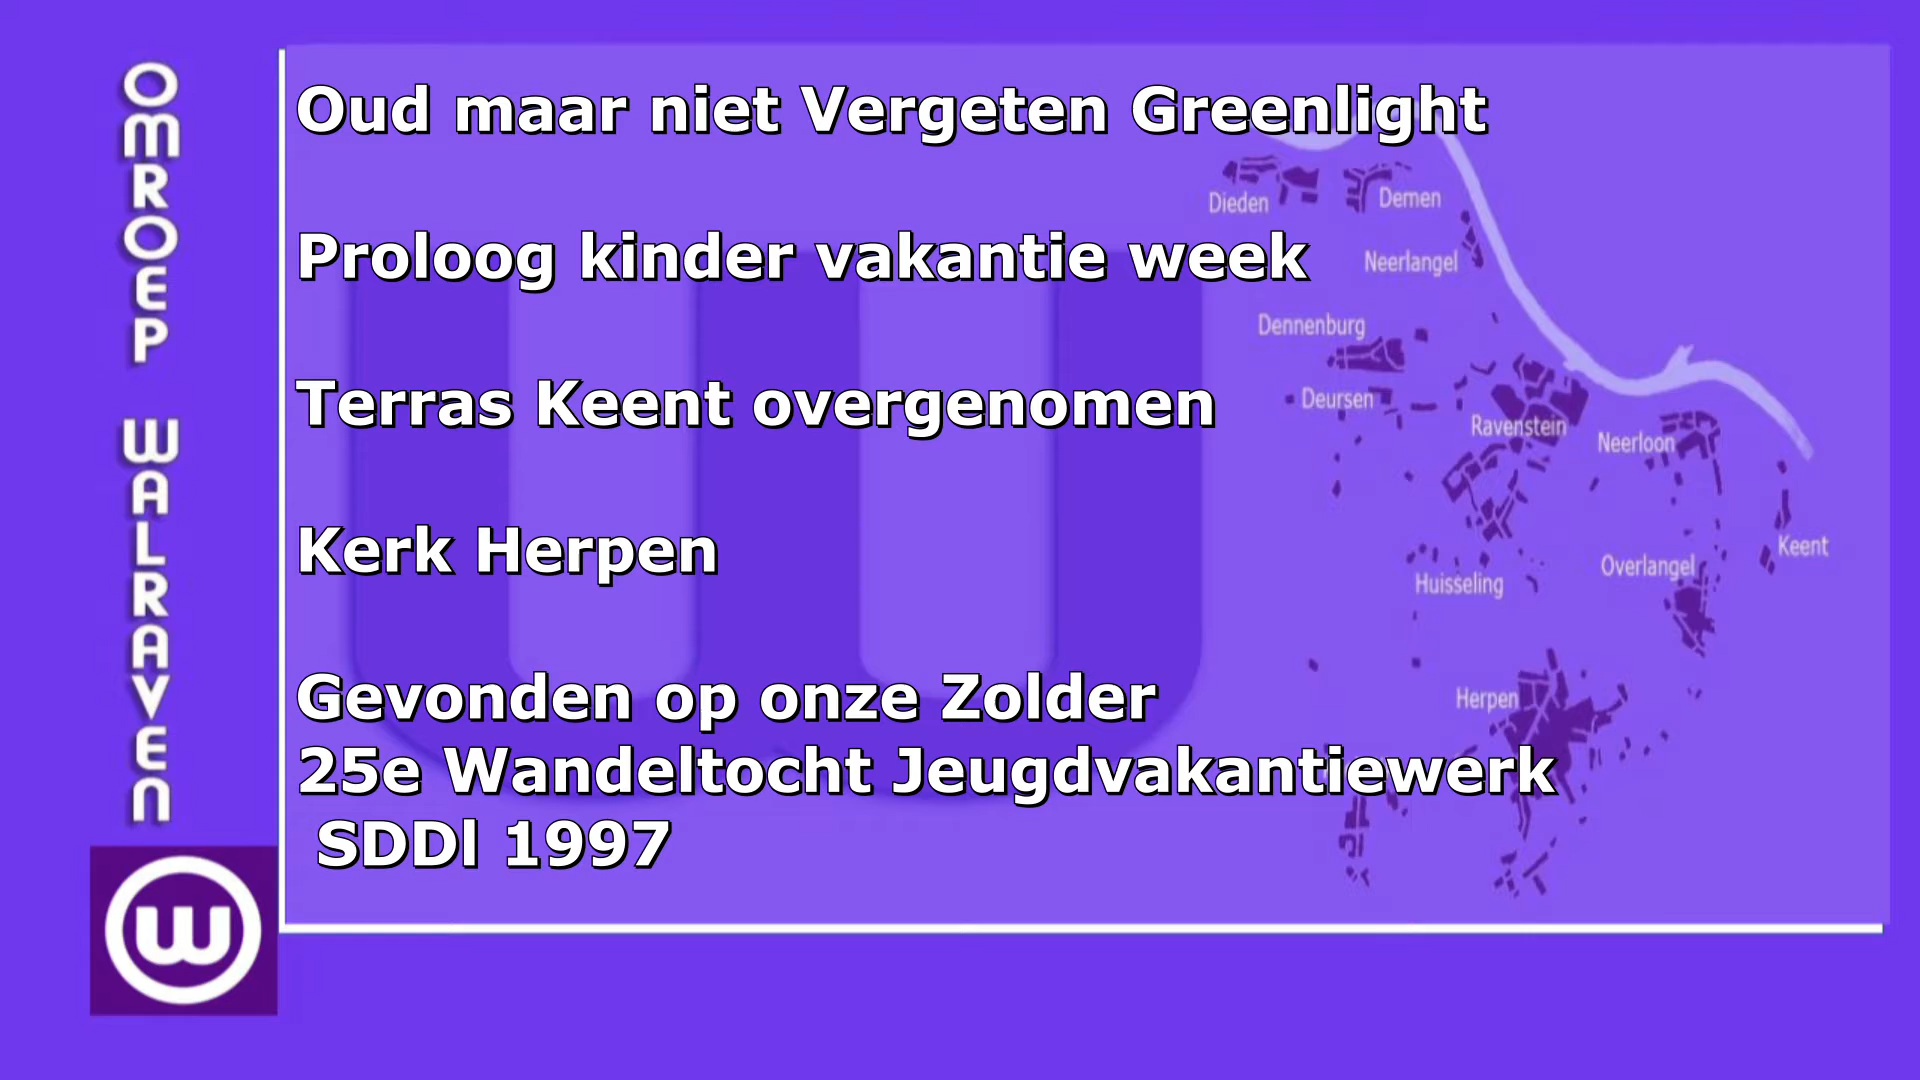 OMROEP WALRAVEN
W
Oud maar niet Vergeten Greenlight
Proloog kinder vakantie week
Terras Keent overgenomen
Kerk Herpen
Gevonden op onze Zolder
25e Wandeltocht Jeugdvakantiewerk
SDDl 1997
Dieden
Demen
Neerlangel
Dennenburg
Deursen
Ravenstein
Neerloon
Keent
Overlangel
Huisseling
Herpen